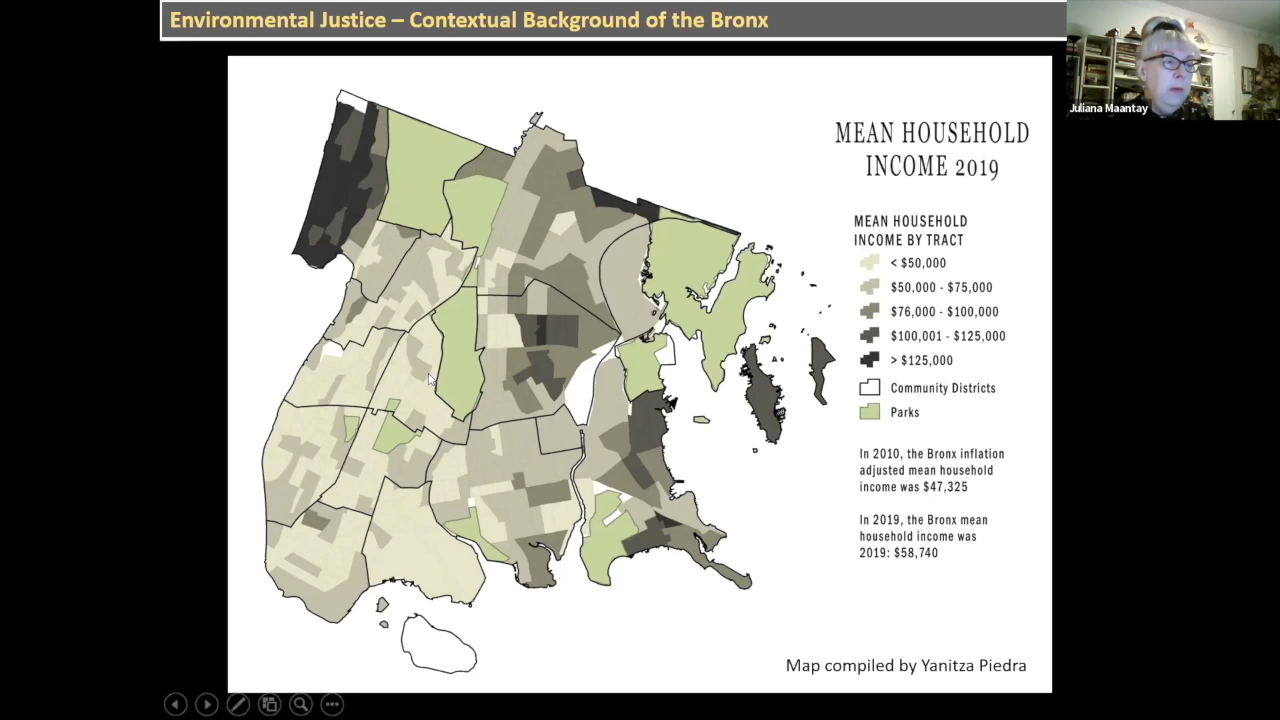 Environmental Justice – Contextual Background of the Bronx
Juliana Maantay
MEAN HOUSEHOLD
INCOME 2019
MEAN HOUSEHOLD
INCOME BY TRACT
< $50,000
$50,000 - $75,000
$76,000 - $100,000
$100,001 - $125,000
> $125,000
Community Districts
Parks
In 2010, the Bronx inflation
adjusted mean household
income was $47,325
In 2019, the Bronx mean
household income was
2019: $58,740
Map compiled by Yanitza Piedra